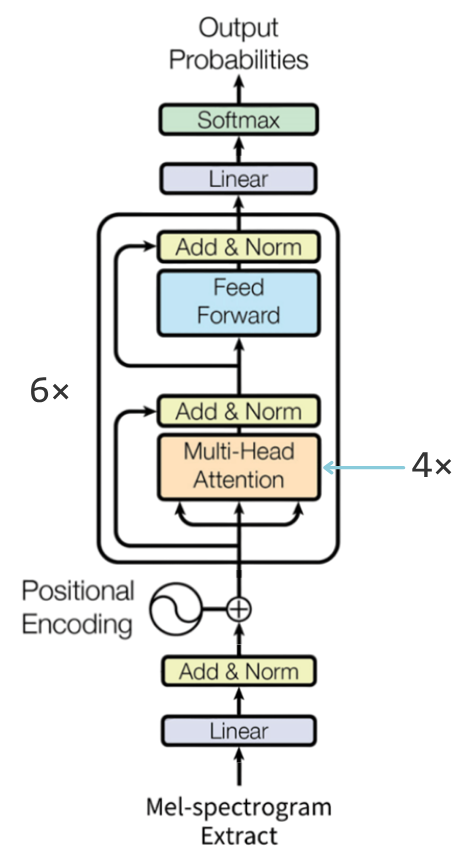 Output
Probabilities
Softmax
Linear
Add & Norm
Feed
Forward
6×
Add & Norm
Multi-Head
Attention
4×
Positional
Encoding
Add & Norm
Linear
Mel-spectrogram
Extract